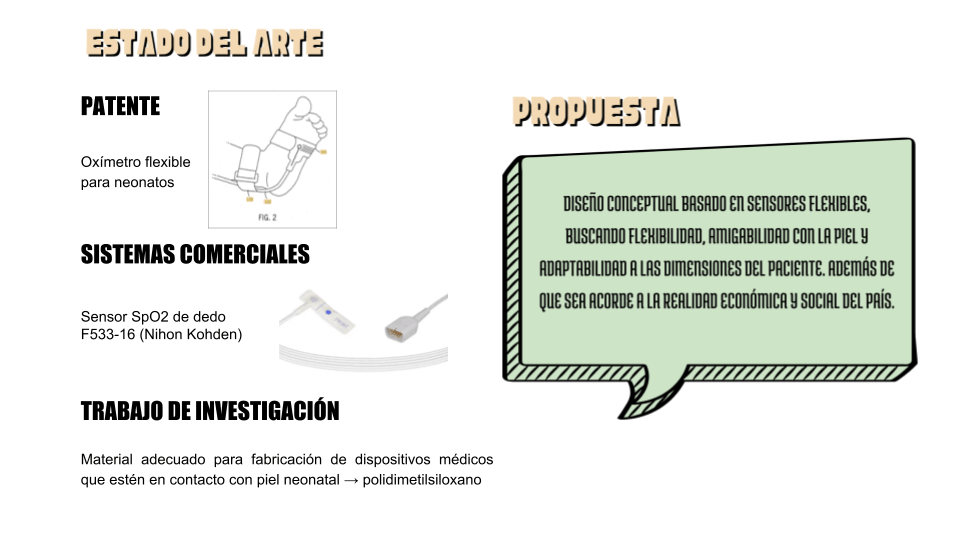 ESTADO DEL ARTE
PATENTE
Oxímetro flexible
para neonatos
FIG. 2
SISTEMAS COMERCIALES
Sensor SpO2 de dedo
F533-16 (Nihon Kohden)
TRABAJO DE INVESTIGACIÓN
Material adecuado para fabricación de dispositivos médicos
que estén en contacto con piel neonatal → polidimetilsiloxano
PROPUESTA
DISEÑO CONCEPTUAL BASADO EN SENSORES FLEXIBLES,
BUSCANDO FLEXIBILIDAD, AMIGABILIDAD CON LA PIEL Y
ADAPTABILIDAD A LAS DIMENSIONES DEL PACIENTE. ADEMÁS DE
QUE SEA ACORDE A LA REALIDAD ECONÓMICA Y SOCIAL DEL PAÍS.